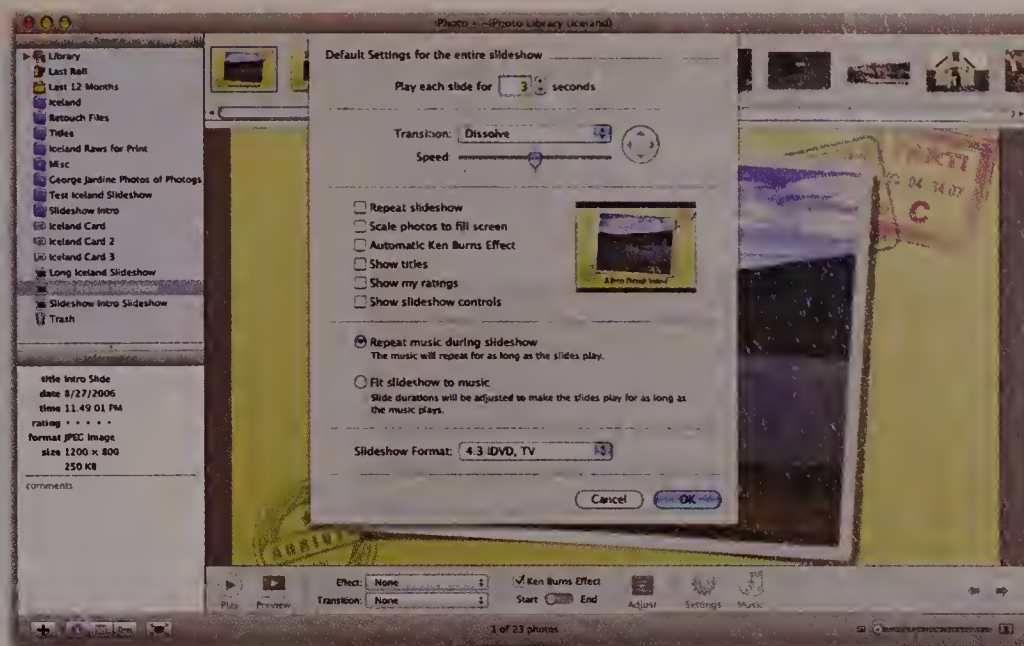 iPhoto - ~iPhoto Library (Iceland)
Source
Library
Last Roll
Last 12 Months
Iceland
Retouch Files
Titles
Iceland Raws for Print
Misc
George Jardine Photos of Photogs
Test Iceland Slideshow
Slideshow Intro
Iceland Card
Iceland Card 2
Iceland Card 3
Long Iceland Slideshow
Slideshow Intro Slideshow
Trash
title Intro Slide
date 8/27/2006
time 11.49 01 PM
rating • • • • •
format JPEG Image
size 1200 × 800
250 KB
comments
Default Settings for the entire slideshow
Play each slide for 3 seconds
Transition: Dissolve
Speed
Repeat slideshow
Scale photos to fill screen
Automatic Ken Burns Effect
Show titles
Show my ratings
Show slideshow controls
Repeat music during slideshow
The music will repeat for as long as the slides play.
Fit slideshow to music
Slide durations will be adjusted to make the slides play for as long as
the music plays.
Slideshow Format: 4.3 iDVD, TV
Cancel OK
04
C
Play Preview
Effect: None
Transition: None
Ken Burns Effect
Start End
Adjust Settings Music
1 of 23 photos